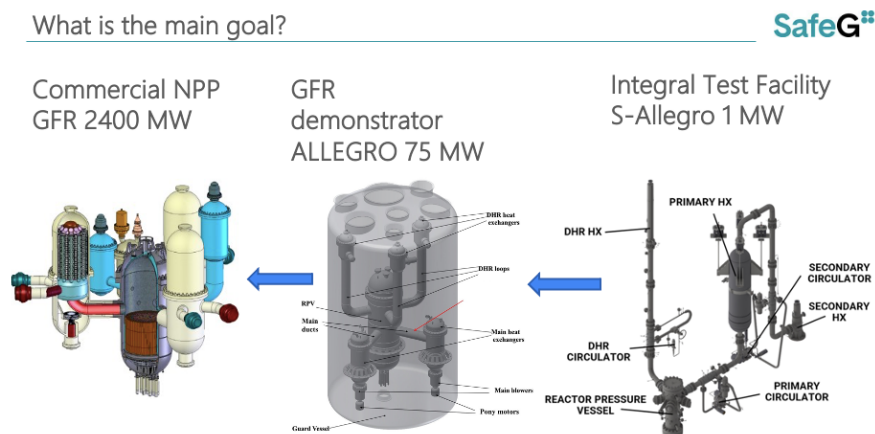 What is the main goal?
SafeG
Commercial NPP
GFR 2400 MW
GFR
demonstrator
ALLEGRO 75 MW
Integral Test Facility
S-Allegro 1 MW
DHR heat
exchangers
DHR loops
RPV
Main
ducts
Main heat
exchangers
Main blowers
Pony motors
Guard Vessel
PRIMARY HX
DHR HX
SECONDARY
CIRCULATOR
SECONDARY
HX
DHR
CIRCULATOR
REACTOR PRESSURE
VESSEL
PRIMARY
CIRCULATOR